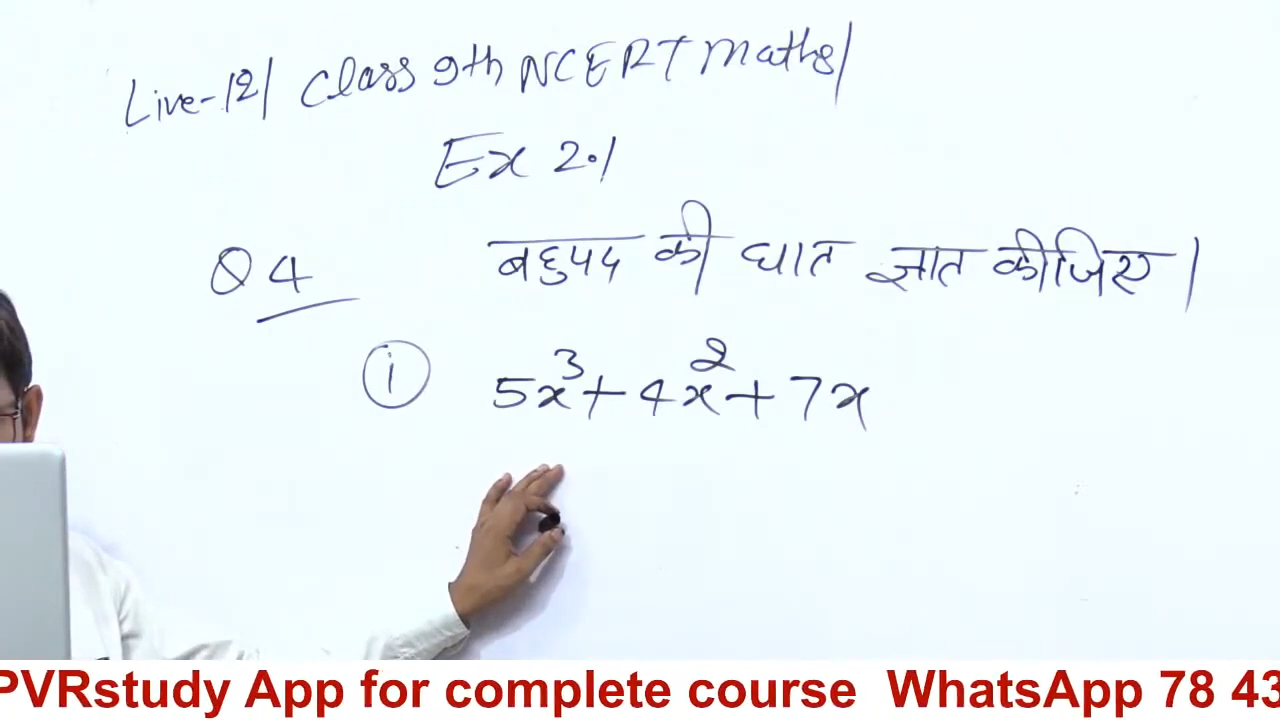 Live-12/ Class 9th NCERT Maths/
Ex 2.1
Q 4 बहुपद की घात ज्ञात कीजिए।
i 5x³+4x²+7x
PVRstudy App for complete course WhatsApp 78 43